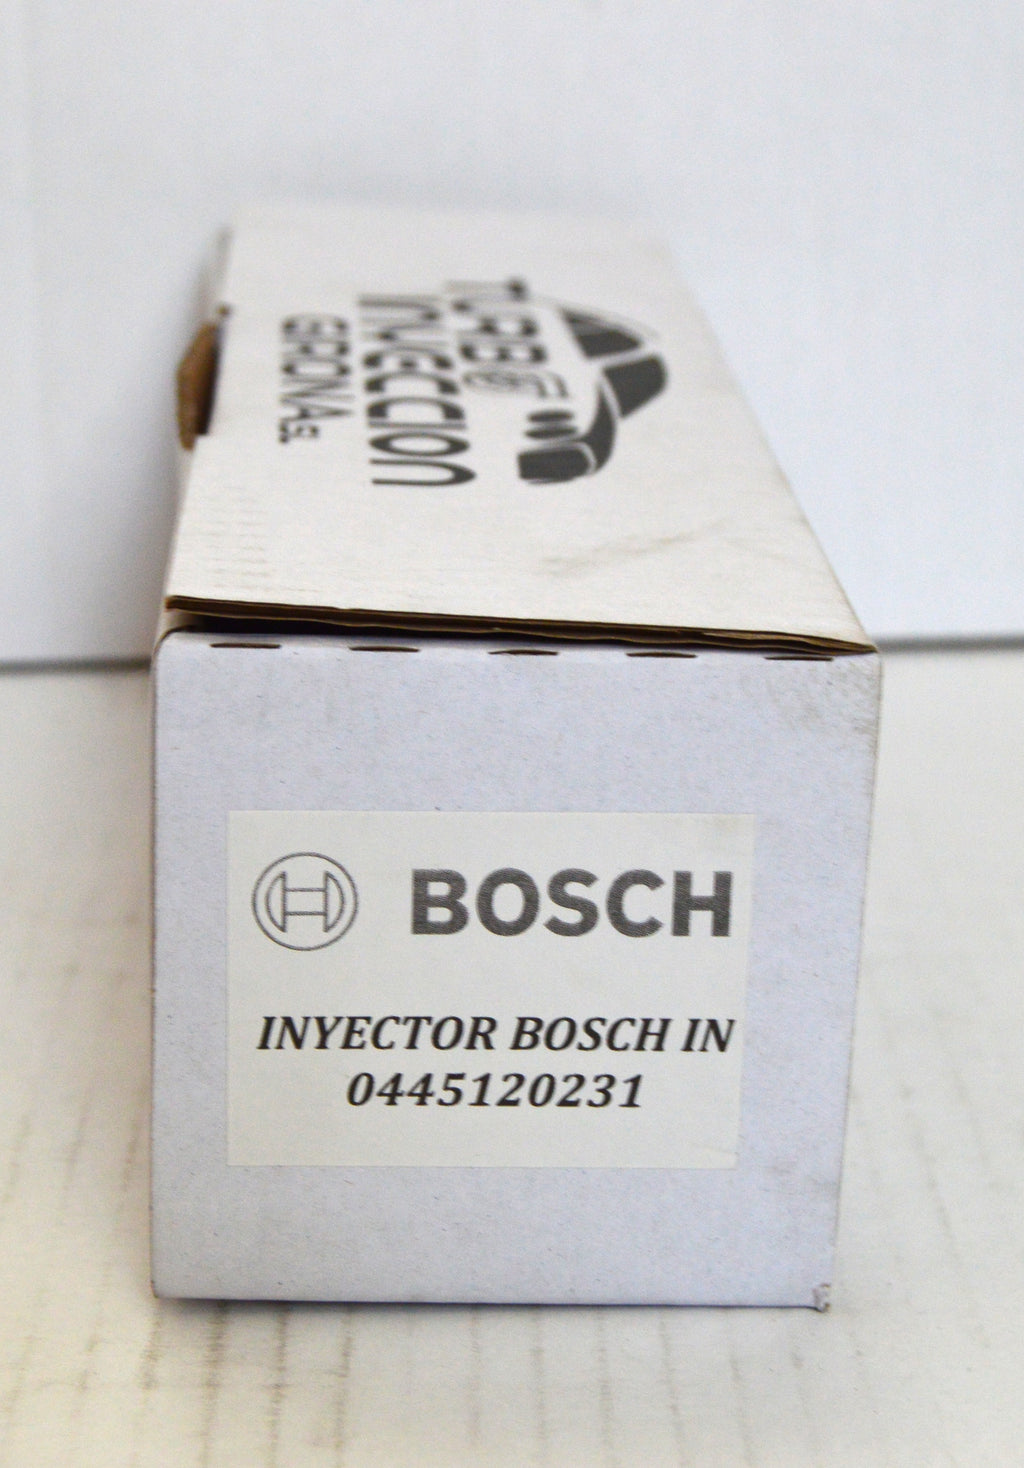 TURBO
INYECCION
GIRONA S.L.
BOSCH
INYECTOR BOSCH IN
0445120231